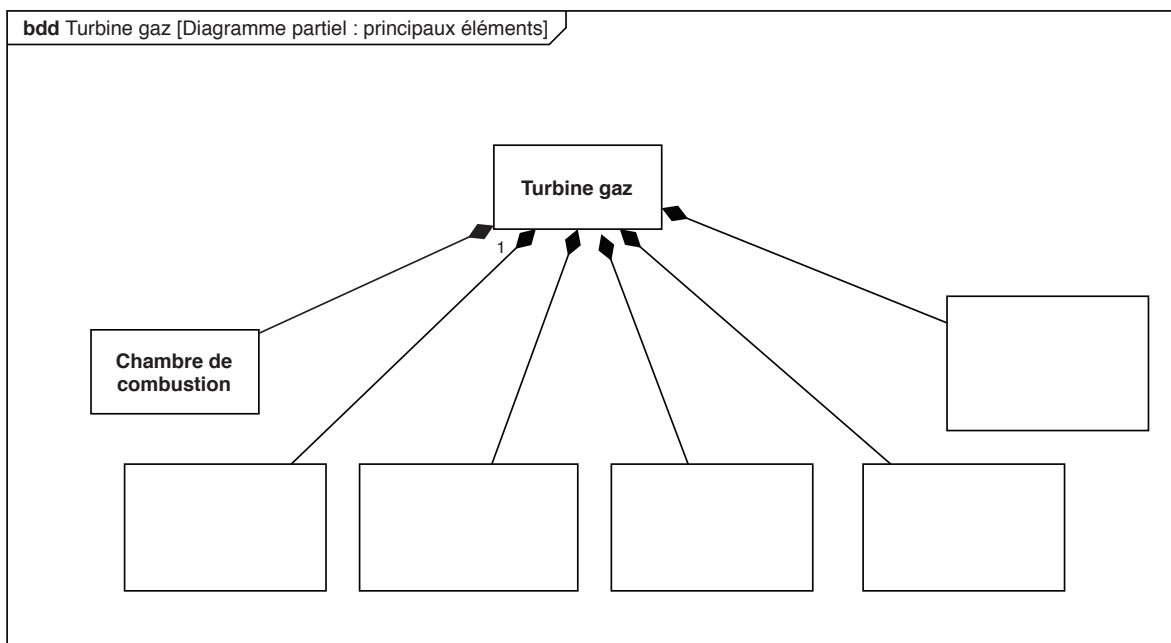 bdd Turbine gaz [Diagramme partiel : principaux éléments]
Turbine gaz
1
Chambre de
combustion